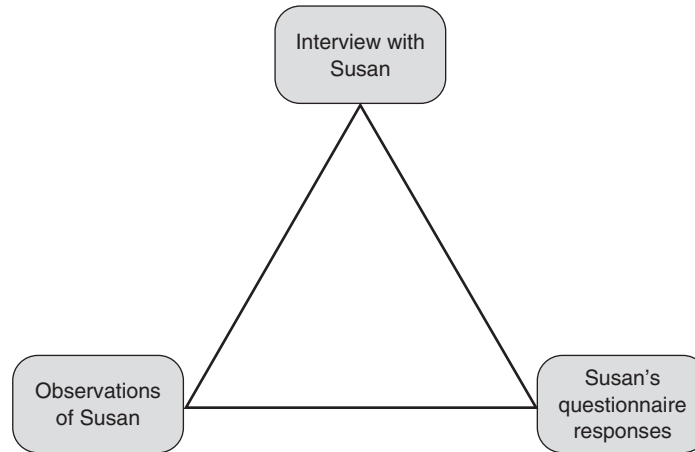 Interview with
Susan
Observations
of Susan
Susan’s
questionnaire
responses